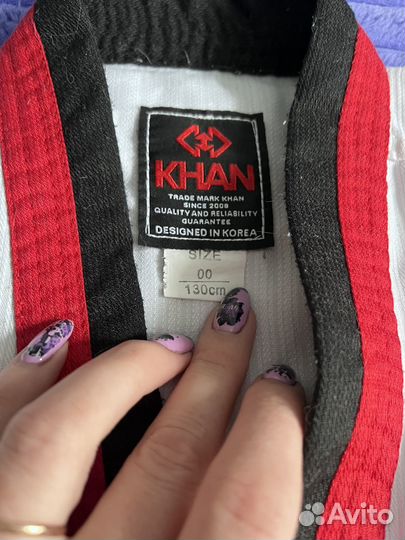 KHAN
TRADE MARK KHAN
SINCE 2009
QUALITY AND RELIABILITY
GUARANTEE
DESIGNED IN KOREA
SIZE
00
130cm
Avito